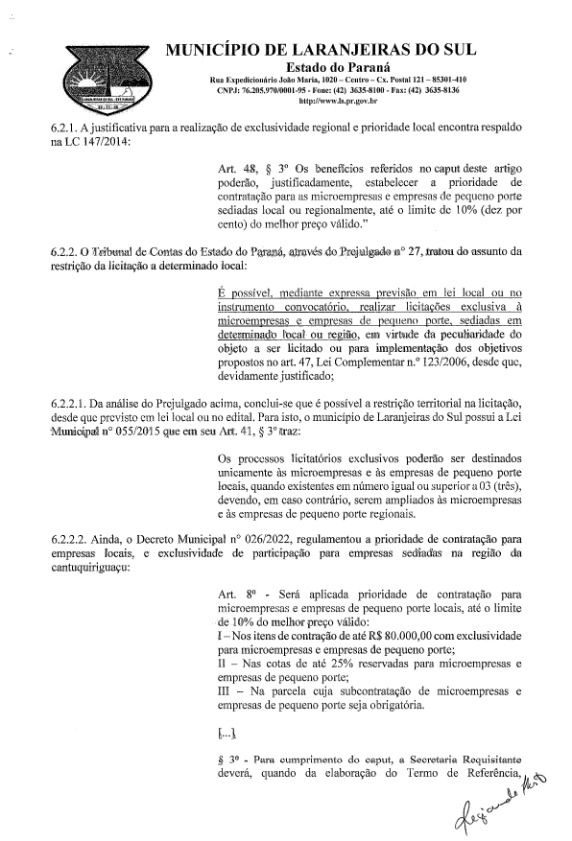 MUNICÍPIO DE LARANJEIRAS DO SUL
Estado do Paraná
Rua Expedicionário João Maria, 1020 – Centro – Cx. Postal 121 – 85301-410
CNPJ: 76.205.970/0001-95 - Fone: (42) 3635-8100 - Fax: (42) 3635-8136
http://www.ls.pr.gov.br
6.2.1. A justificativa para a realização de exclusividade regional e prioridade local encontra respaldo
na LC 147/2014:
Art. 48, § 3º Os benefícios referidos no caput deste artigo
poderão, justificadamente, estabelecer a prioridade de
contratação para as microempresas e empresas de pequeno porte
sediadas local ou regionalmente, até o limite de 10% (dez por
cento) do melhor preço válido.”
6.2.2. O Tribunal de Contas do Estado do Paraná, através do Prejulgado nº 27, tratou do assunto da
restrição da licitação a determinado local:
É possível, mediante expressa previsão em lei local ou no
instrumento convocatório, realizar licitações exclusiva à
microempresas e empresas de pequeno porte, sediadas em
determinado local ou região, em virtude da peculiaridade do
objeto a ser licitado ou para implementação dos objetivos
propostos no art. 47, Lei Complementar n.º 123/2006, desde que,
devidamente justificado;
6.2.2.1. Da análise do Prejulgado acima, conclui-se que é possível a restrição territorial na licitação,
desde que previsto em lei local ou no edital. Para isto, o município de Laranjeiras do Sul possui a Lei
Municipal nº 055/2015 que em seu Art. 41, § 3º traz:
Os processos licitatórios exclusivos poderão ser destinados
unicamente às microempresas e às empresas de pequeno porte
locais, quando existentes em número igual ou superior a 03 (três),
devendo, em caso contrário, serem ampliados às microempresas
e às empresas de pequeno porte regionais.
6.2.2.2. Ainda, o Decreto Municipal nº 026/2022, regulamentou a prioridade de contratação para
empresas locais, e exclusividade de participação para empresas sediadas na região da
cantuquiriguaçu:
Art. 8º - Será aplicada prioridade de contratação para
microempresas e empresas de pequeno porte locais, até o limite
de 10% do melhor preço válido:
I – Nos itens de contração de até R$ 80.000,00 com exclusividade
para microempresas e empresas de pequeno porte;
II – Nas cotas de até 25% reservadas para microempresas e
empresas de pequeno porte;
III – Na parcela cuja subcontratação de microempresas e
empresas de pequeno porte seja obrigatória.
[...]
§ 3º - Para cumprimento do caput, a Secretaria Requisitante
deverá, quando da elaboração do Termo de Referência,